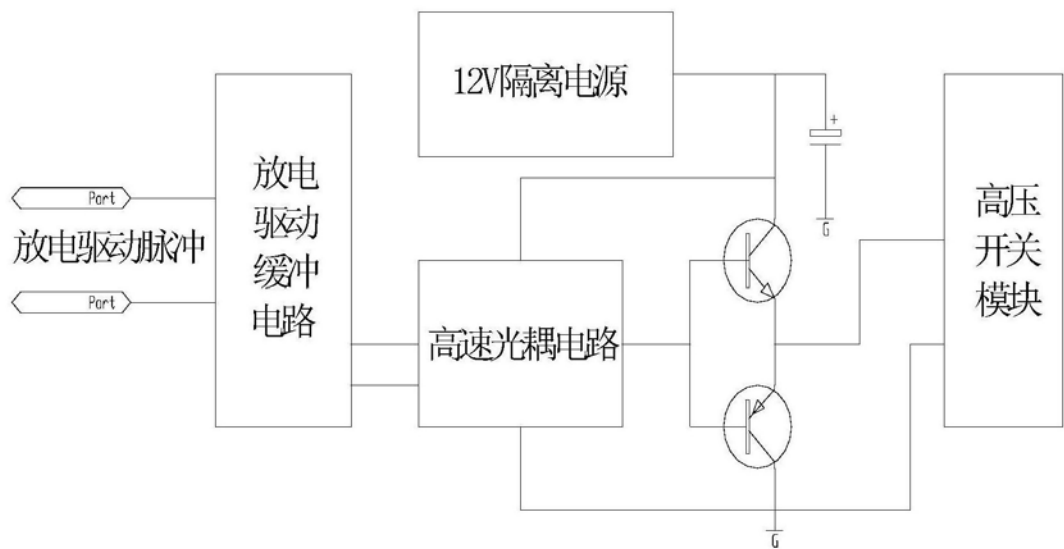 12V隔离电源
放电
驱动
缓冲
电路
Port
放电驱动脉冲
Port
高速光耦电路
+
G
高压
开关
模块
G